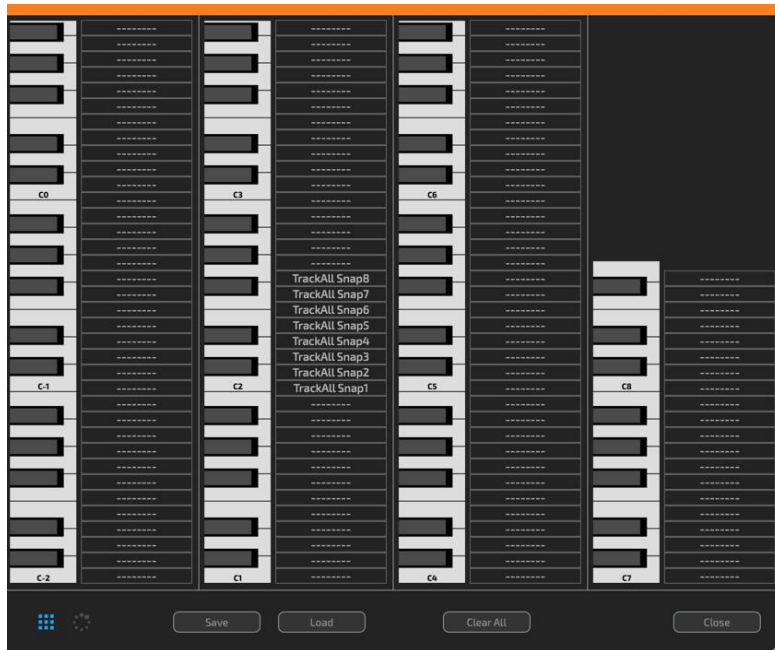 C0
C-1
C-2
C3
TrackAll Snap8
TrackAll Snap7
TrackAll Snap6
TrackAll Snap5
TrackAll Snap4
TrackAll Snap3
TrackAll Snap2
C2
TrackAll Snap1
C1
C6
C5
C4
C8
C7
Save
Load
Clear All
Close